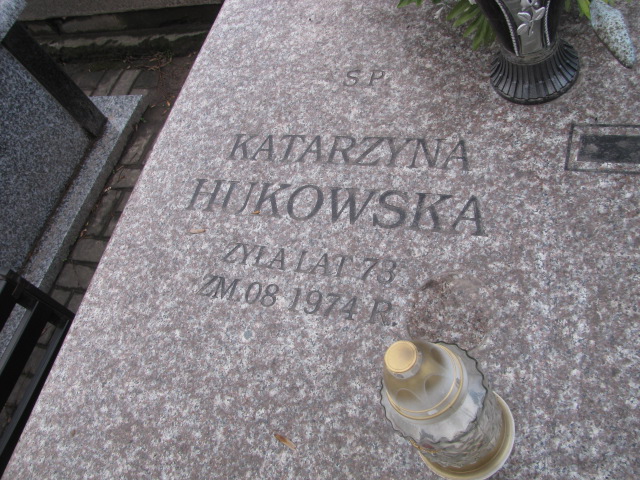 Ś.P.
KATARZYNA
HUKOWSKA
ŻYŁA LAT 73
ZM. 08 1974 R.